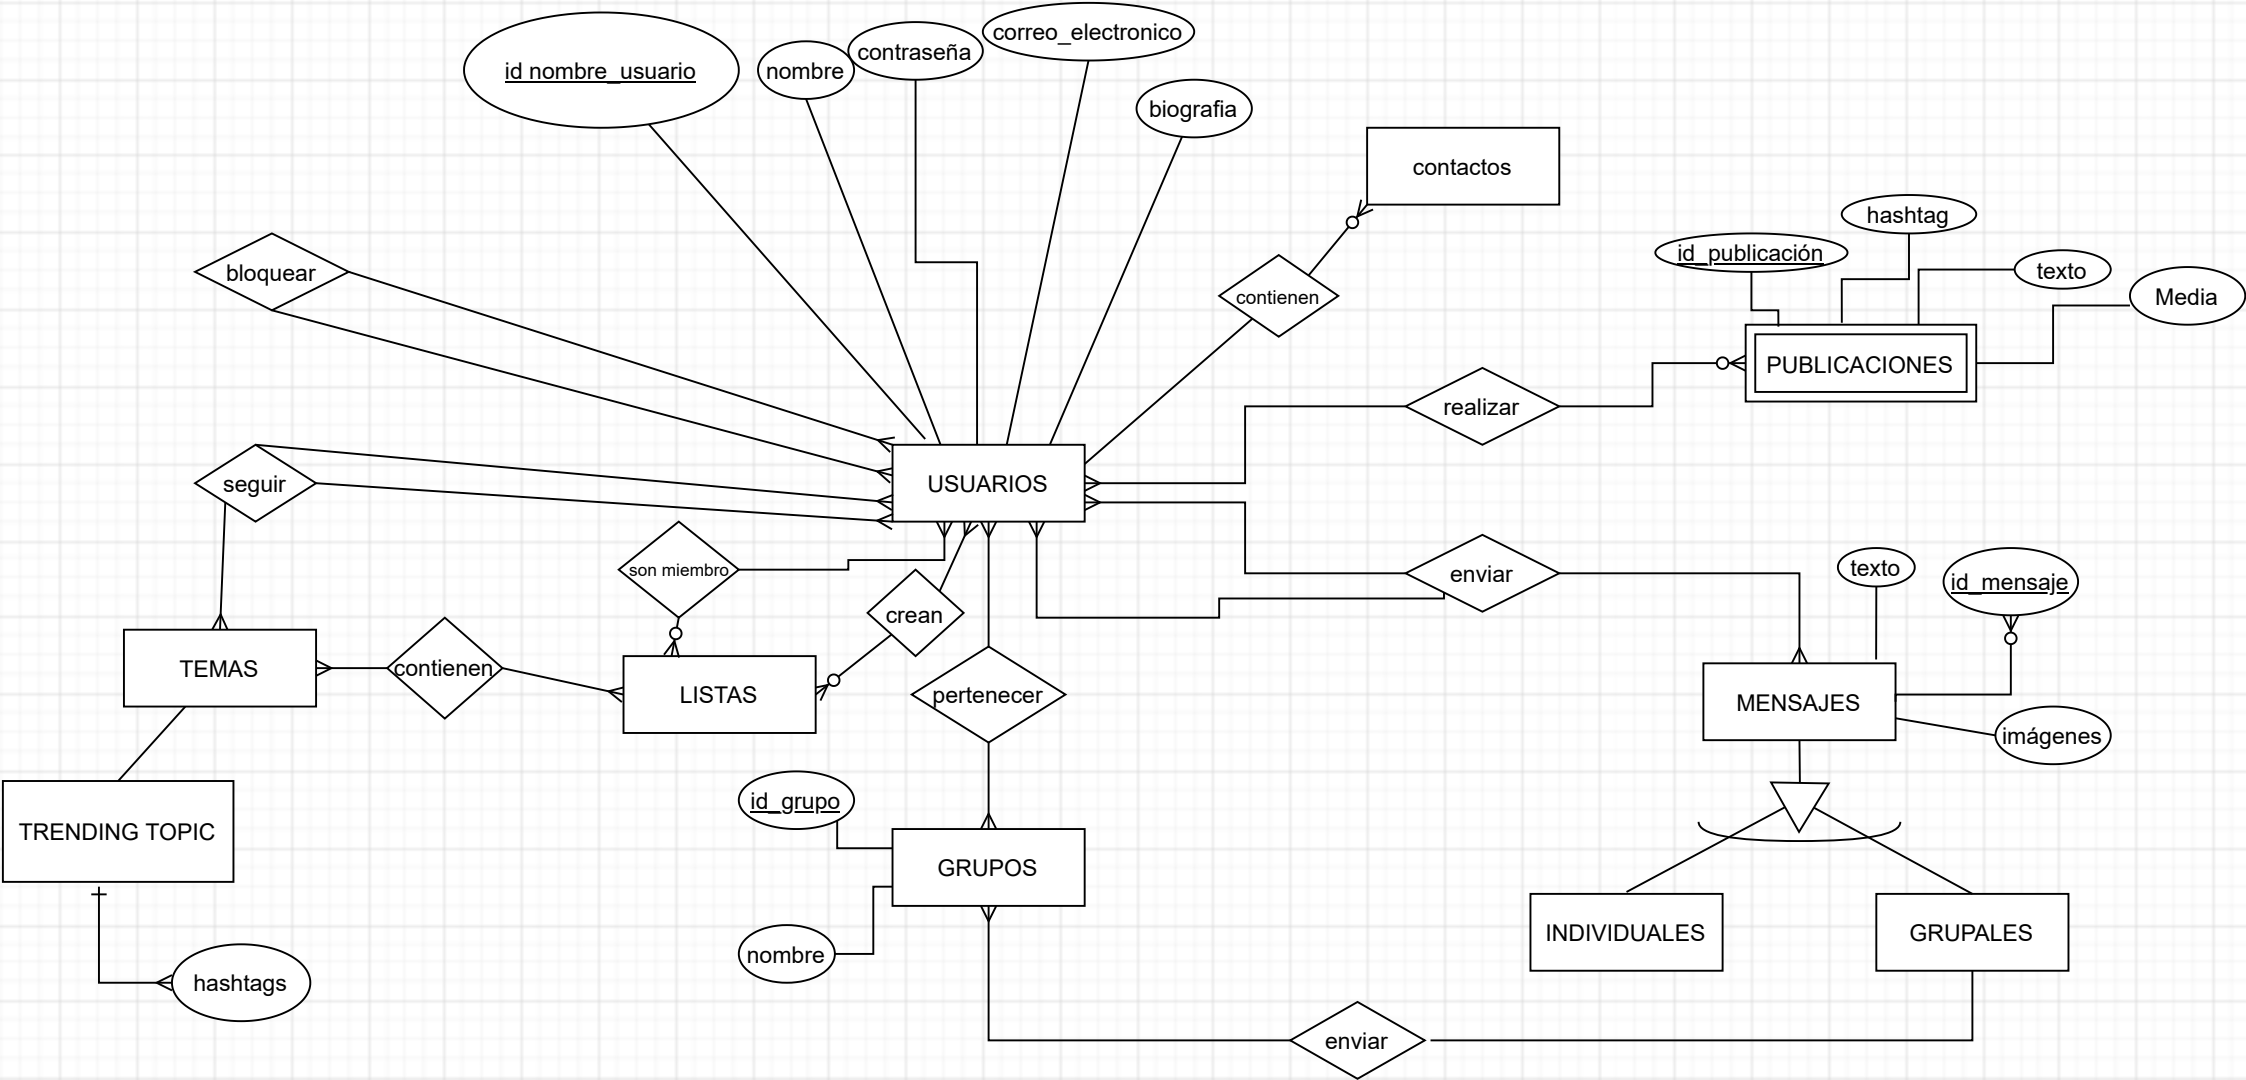 id nombre_usuario
nombre
contraseña
correo_electronico
biografia
contactos
hashtag
id_publicación
texto
Media
bloquear
contienen
PUBLICACIONES
realizar
seguir
USUARIOS
son miembro
enviar
texto
id_mensaje
crean
TEMAS
contienen
LISTAS
pertenecer
MENSAJES
imágenes
id_grupo
TRENDING TOPIC
GRUPOS
INDIVIDUALES
GRUPALES
nombre
hashtags
enviar